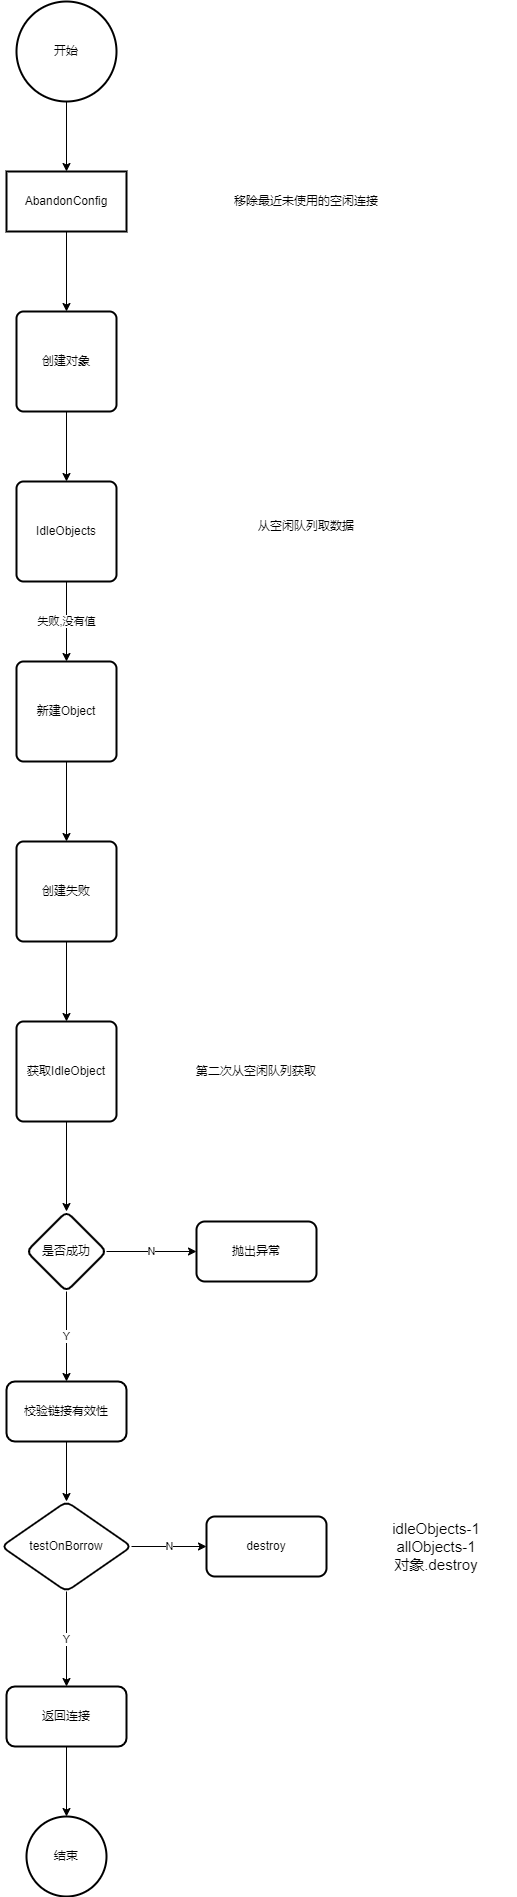 开始
AbandonConfig
移除最近未使用的空闲连接
创建对象
IdleObjects
从空闲队列取数据
失败,没有值
新建Object
创建失败
获取IdleObject
第二次从空闲队列获取
是否成功
N
抛出异常
Y
校验链接有效性
testOnBorrow
N
destroy
idleObjects-1
allObjects-1
对象.destroy
Y
返回连接
结束